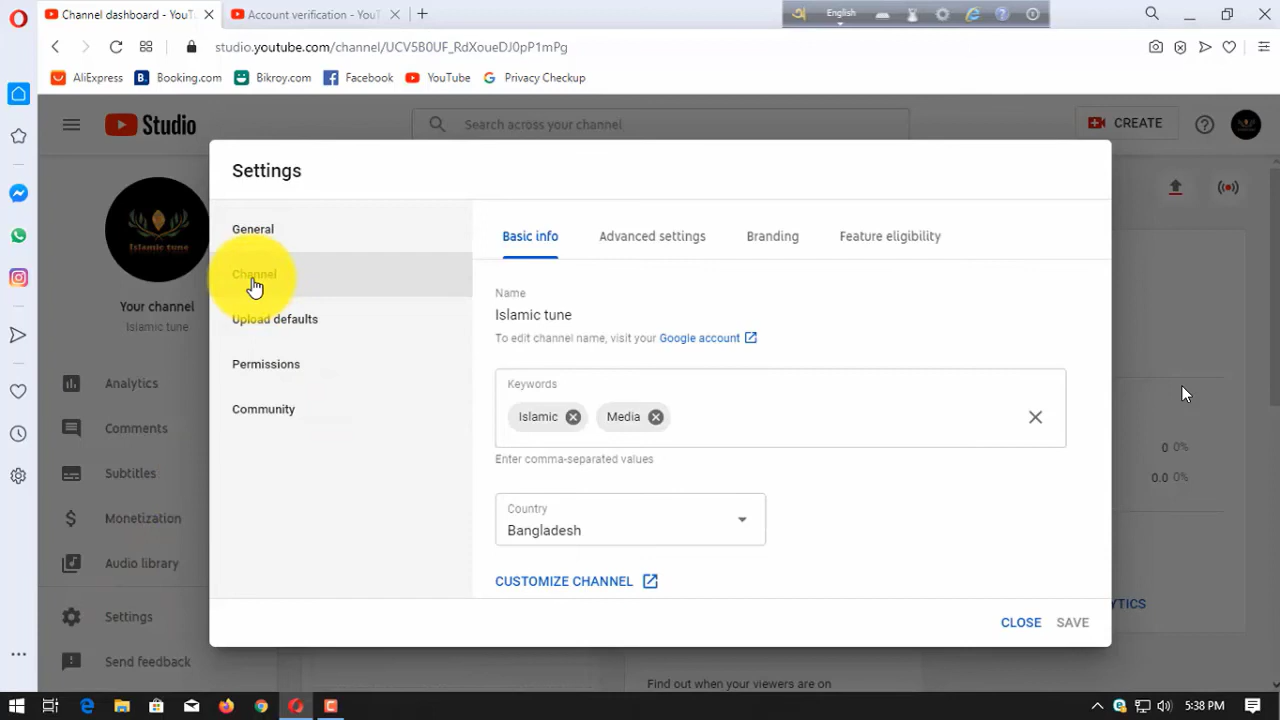 Channel dashboard - YouT
Account verification - YouT
English
studio.youtube.com/channel/UCV5B0UF_RdXoueDJ0pP1mPg
AliExpress
Booking.com
Bikroy.com
Facebook
YouTube
Privacy Checkup
Studio
Search across your channel
CREATE
Settings
General
Channel
Upload defaults
Permissions
Community
Basic info
Advanced settings
Branding
Feature eligibility
Name
Islamic tune
To edit channel name, visit your Google account
Keywords
Islamic
Media
Enter comma-separated values
Country
Bangladesh
CUSTOMIZE CHANNEL
CLOSE
SAVE
Islamic tune
Your channel
Islamic tune
Analytics
Comments
Subtitles
Monetization
Audio library
Settings
Send feedback
0 0%
0.0 0%
YTICS
Find out when your viewers are on
5:38 PM